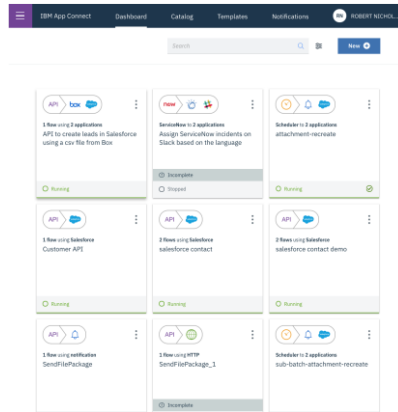 IBM App Connect Dashboard Catalog Templates Notifications RN ROBERT NICHOL...
Search New
API box
1 flow using 2 applications
API to create leads in Salesforce
using a csv file from Box
Running
now
ServiceNow to 2 applications
Assign ServiceNow incidents on
Slack based on the language
Incomplete
Stopped
Scheduler to 2 applications
attachment-recreate
Running
API
1 flow using Salesforce
Customer API
Running
API
2 flows using Salesforce
salesforce contact
Running
API
2 flows using Salesforce
salesforce contact demo
Running
API
1 flow using notification
SendFilePackage
API
1 flow using HTTP
SendFilePackage_1
Incomplete
Scheduler to 2 applications
sub-batch-attachment-recreate